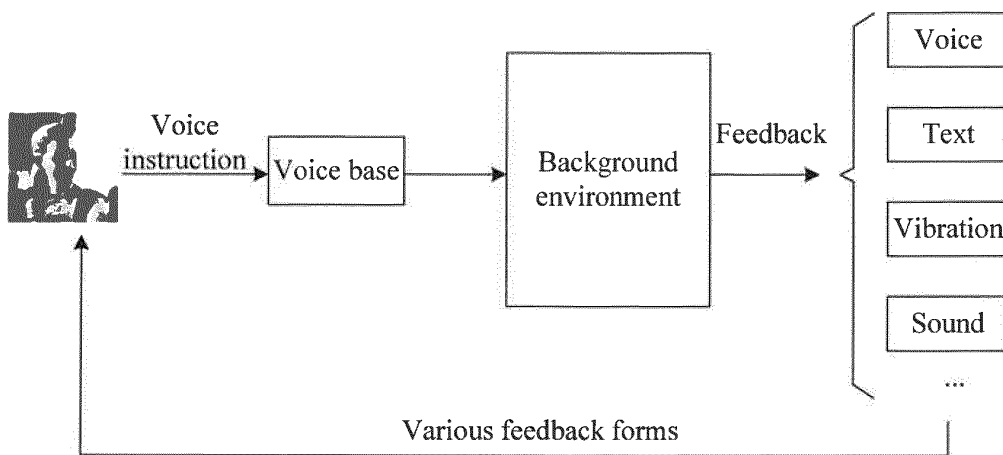 Voice
instruction
Voice base
Background
environment
Feedback
Voice
Text
Vibration
Sound
...
Various feedback forms